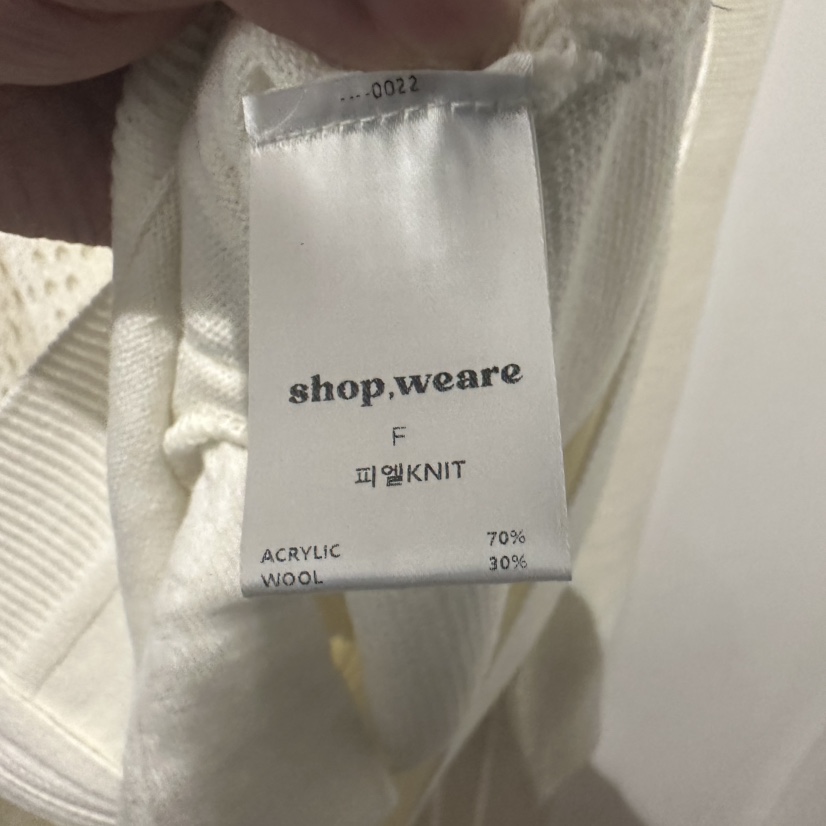 0022
shop,weare
F
피엘KNIT
ACRYLIC 70%
WOOL 30%